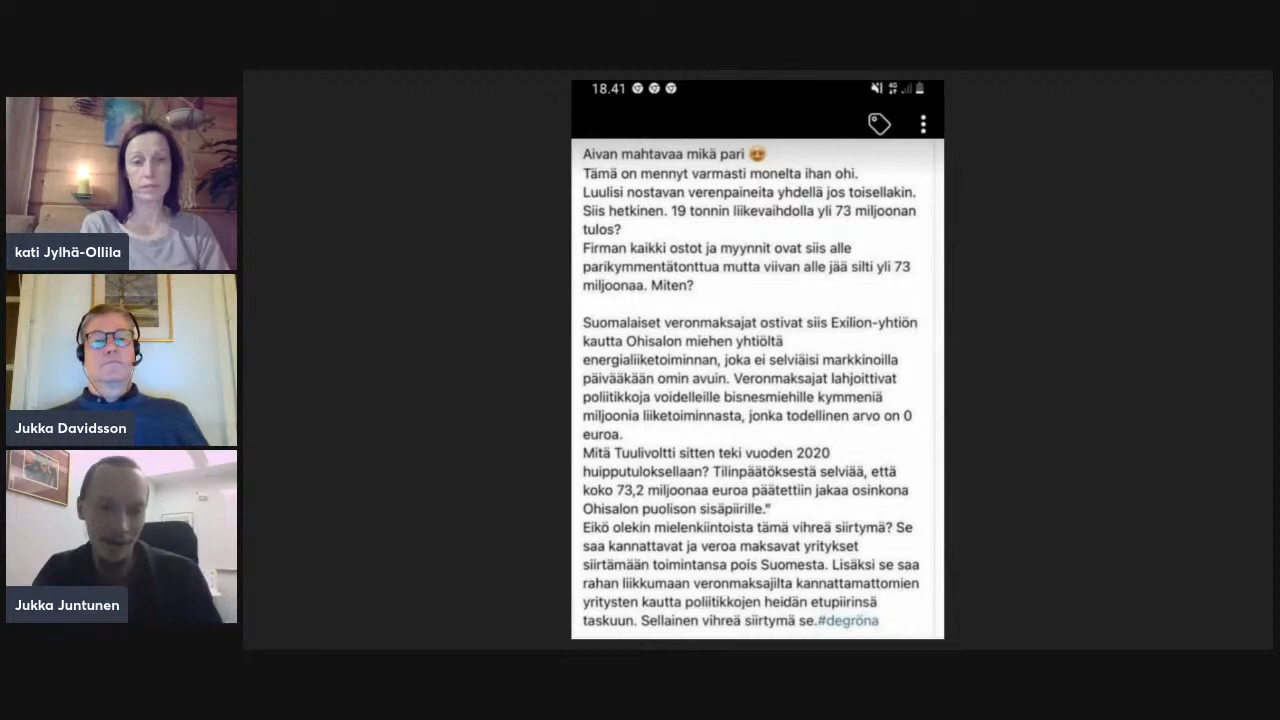 kati Jylhä-Ollila
Jukka Davidsson
Jukka Juntunen
18.41
4G
Aivan mahtavaa mikä pari 😍
Tämä on mennyt varmasti monelta ihan ohi.
Luulisi nostavan verenpaineita yhdellä jos toisellakin.
Siis hetkinen. 19 tonnin liikevaihdolla yli 73 miljoonan
tulos?
Firman kaikki ostot ja myynnit ovat siis alle
parikymmentätonttua mutta viivan alle jää silti yli 73
miljoonaa. Miten?
Suomalaiset veronmaksajat ostivat siis Exilion-yhtiön
kautta Ohisalon miehen yhtiöltä
energialiiketoiminnan, joka ei selviäisi markkinoilla
päivääkään omin avuin. Veronmaksajat lahjoittivat
poliitikkoja voidelleille bisnesmiehille kymmeniä
miljoonia liiketoiminnasta, jonka todellinen arvo on 0
euroa.
Mitä Tuulivoltti sitten teki vuoden 2020
huipputuloksellaan? Tilinpäätöksestä selviää, että
koko 73,2 miljoonaa euroa päätettiin jakaa osinkona
Ohisalon puolison sisäpiirille."
Eikö olekin mielenkiintoista tämä vihreä siirtymä? Se
saa kannattavat ja veroa maksavat yritykset
siirtämään toimintansa pois Suomesta. Lisäksi se saa
rahan liikkumaan veronmaksajilta kannattamattomien
yritysten kautta poliitikkojen heidän etupiirinsä
taskuun. Sellainen vihreä siirtymä se.#degröna